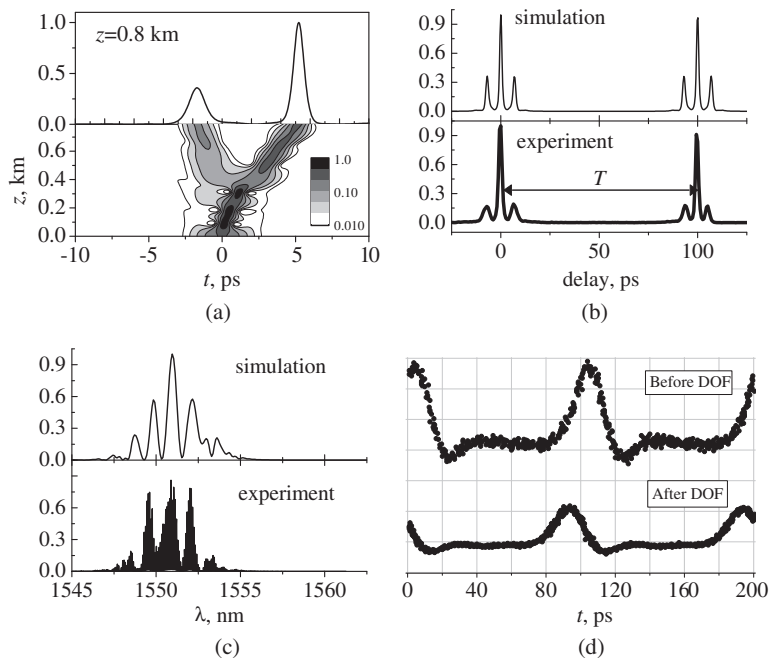 z=0.8 km
1.0
0.5
0.0
0.8
0.6
0.4
0.2
0.0
z, km
1.0
0.10
0.010
-10 -5 0 5 10
t, ps
(a)
simulation
0.9
0.6
0.3
0.0
experiment
T
0.9
0.6
0.3
0.0
0 50 100
delay, ps
(b)
simulation
0.9
0.6
0.3
0.0
experiment
0.9
0.6
0.3
0.0
1545 1550 1555 1560
λ, nm
(c)
Before DOF
After DOF
0 40 80 120 160 200
t, ps
(d)